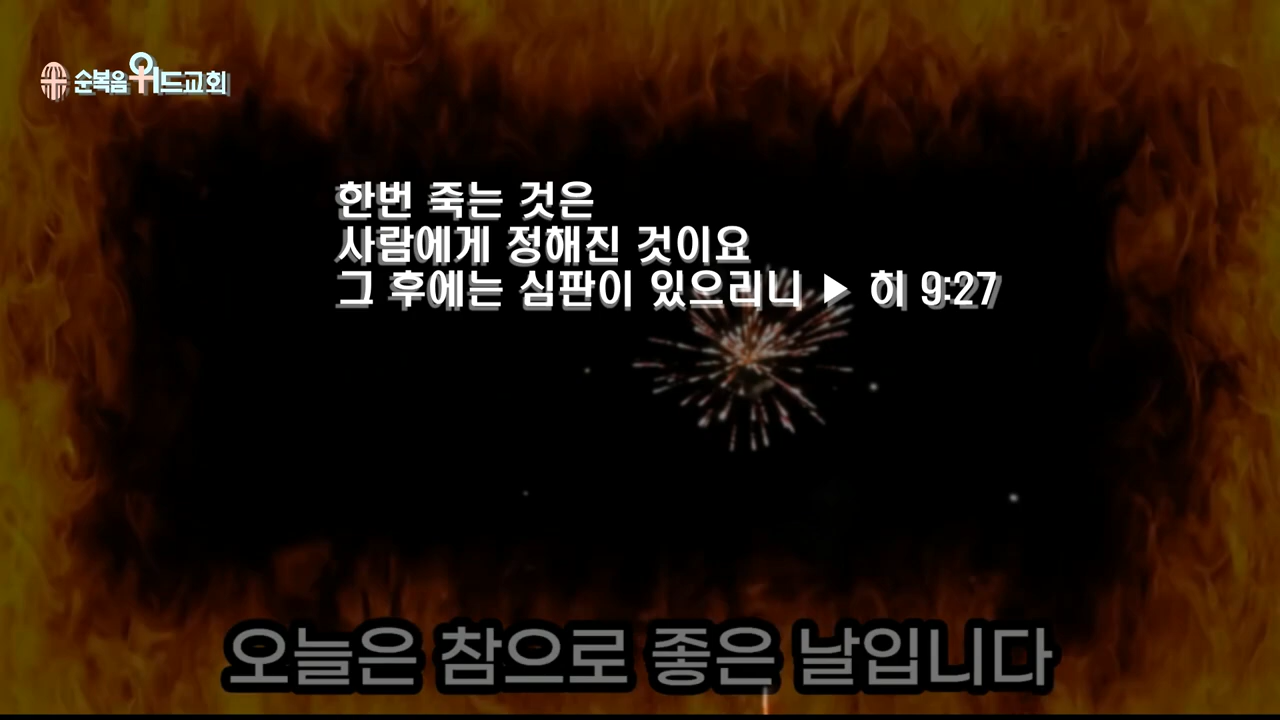 순복음위드교회
한번 죽는 것은
사람에게 정해진 것이요
그 후에는 심판이 있으리니 ▶ 히 9:27
오늘은 참으로 좋은 날입니다